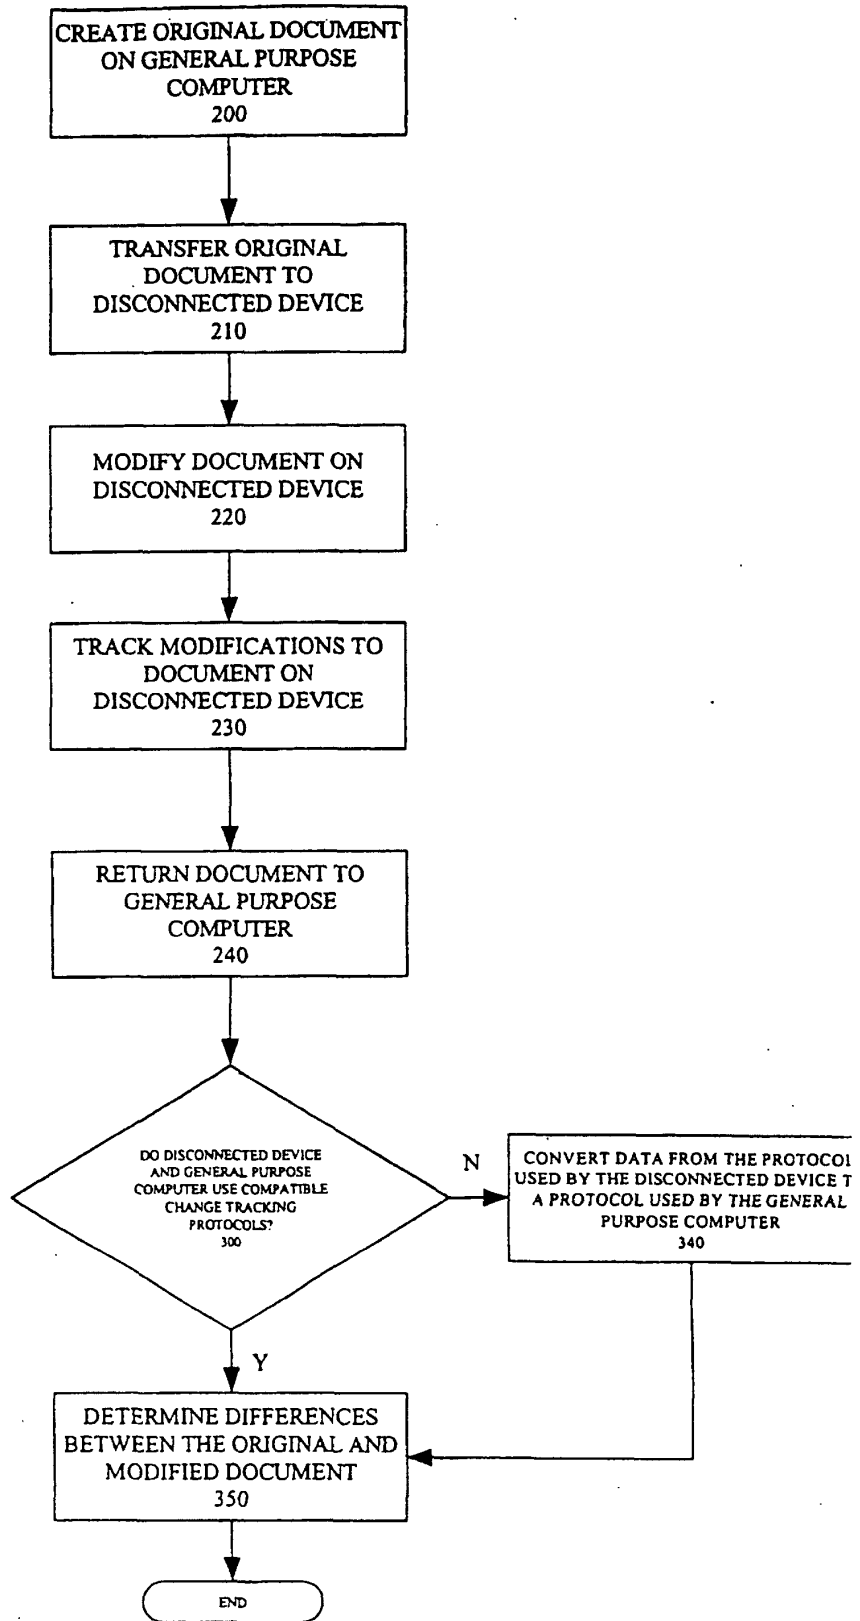 CREATE ORIGINAL DOCUMENT
ON GENERAL PURPOSE
COMPUTER
200
TRANSFER ORIGINAL
DOCUMENT TO
DISCONNECTED DEVICE
210
MODIFY DOCUMENT ON
DISCONNECTED DEVICE
220
TRACK MODIFICATIONS TO
DOCUMENT ON
DISCONNECTED DEVICE
230
RETURN DOCUMENT TO
GENERAL PURPOSE
COMPUTER
240
DO DISCONNECTED DEVICE
AND GENERAL PURPOSE
COMPUTER USE COMPATIBLE
CHANGE TRACKING
PROTOCOLS?
300
N
CONVERT DATA FROM THE PROTOCOL
USED BY THE DISCONNECTED DEVICE T
A PROTOCOL USED BY THE GENERAL
PURPOSE COMPUTER
340
Y
DETERMINE DIFFERENCES
BETWEEN THE ORIGINAL AND
MODIFIED DOCUMENT
350
END